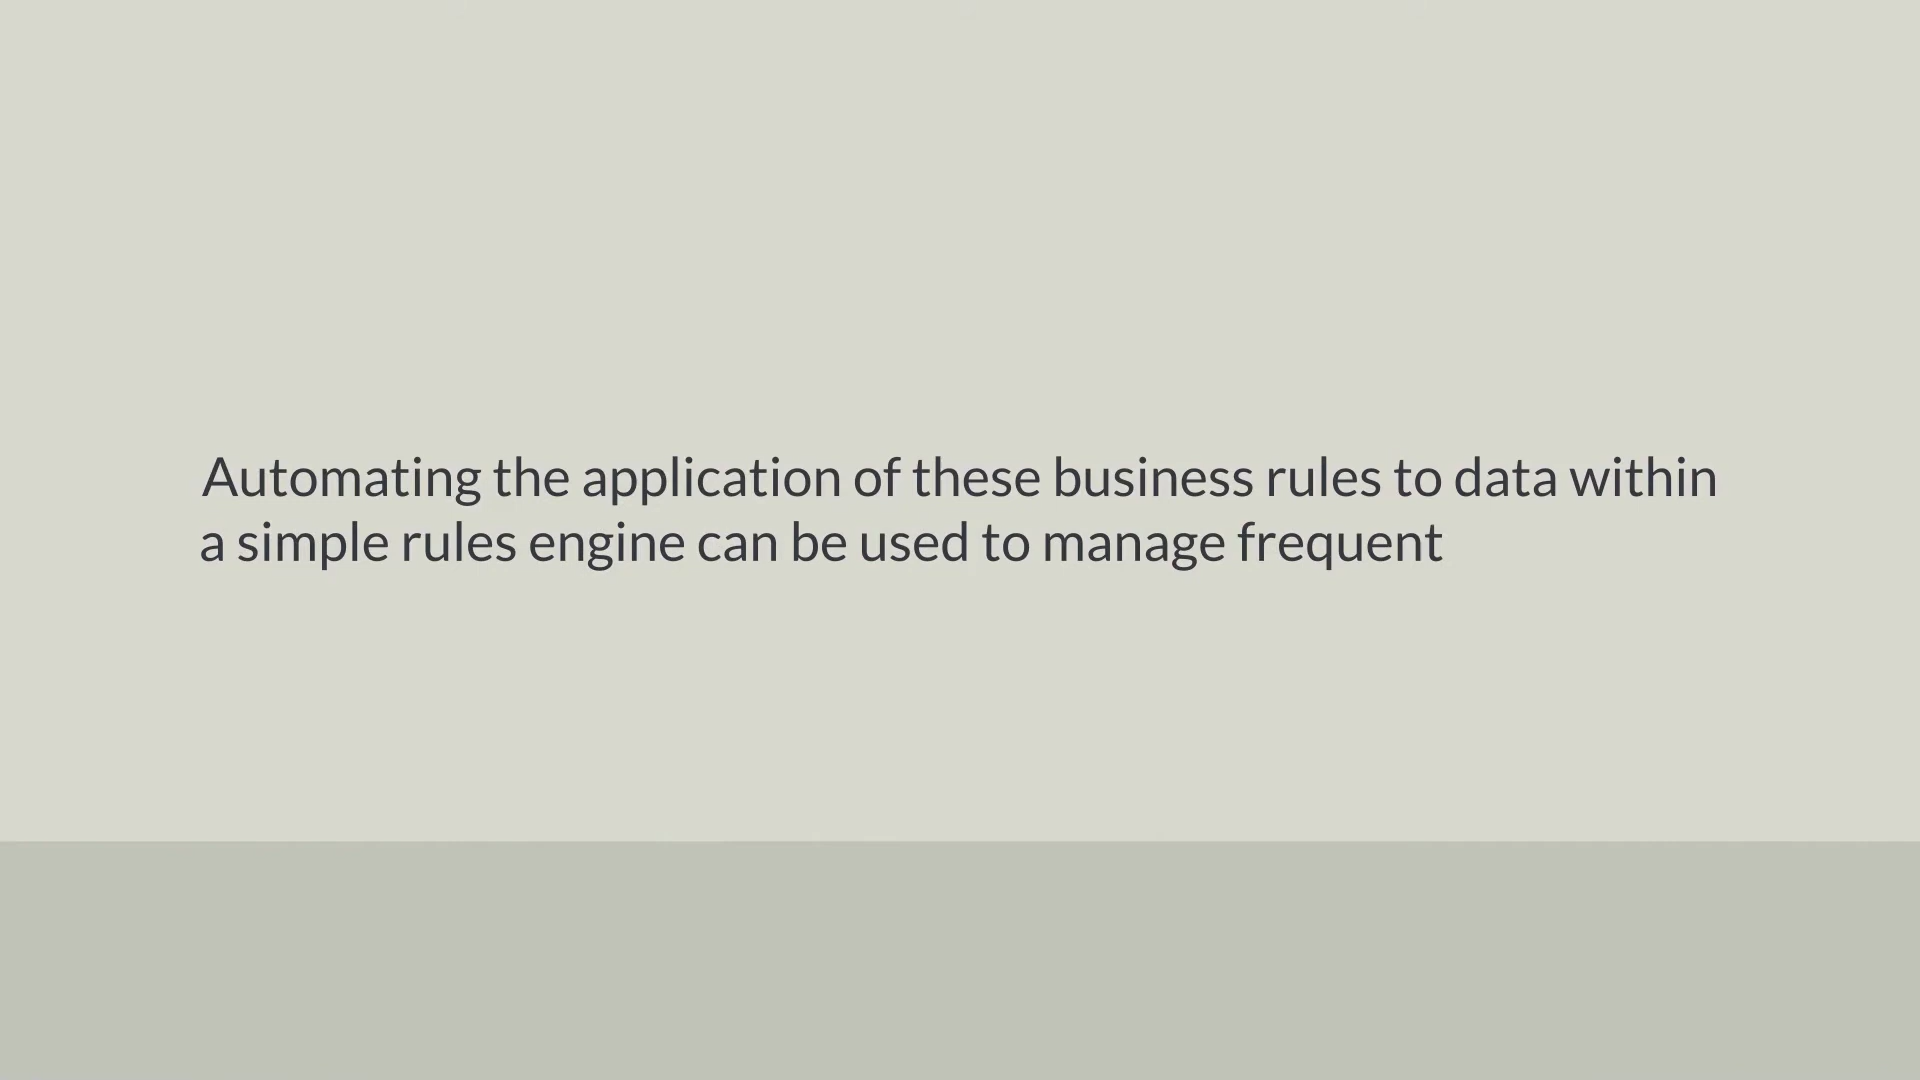 Automating the application of these business rules to data within
a simple rules engine can be used to manage frequent